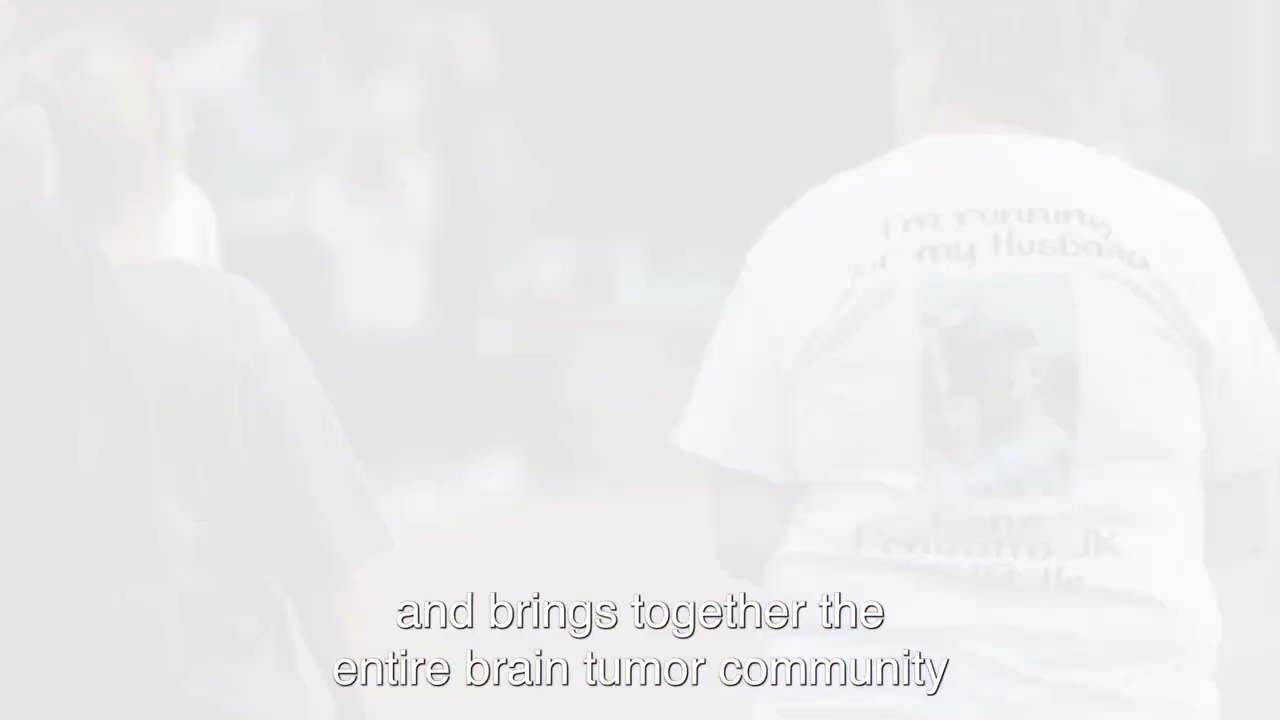 I'm running
my Husband
and brings together the
entire brain tumor community